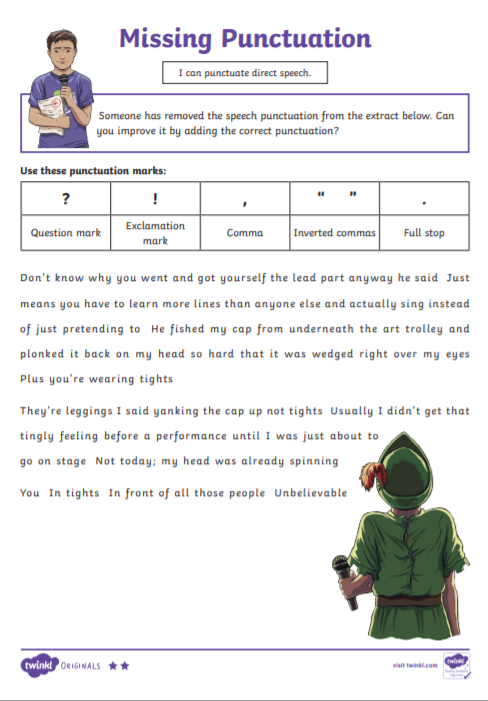 Missing Punctuation
I can punctuate direct speech.
Someone has removed the speech punctuation from the extract below. Can
you improve it by adding the correct punctuation?
Use these punctuation marks:
? ! , “ ” .
Question mark Exclamation mark Comma Inverted commas Full stop
Don't know why you went and got yourself the lead part anyway he said Just
means you have to learn more lines than anyone else and actually sing instead
of just pretending to He fished my cap from underneath the art trolley and
plonked it back on my head so hard that it was wedged right over my eyes
Plus you're wearing tights
They're leggings I said yanking the cap up not tights Usually I didn't get that
tingly feeling before a performance until I was just about to
go on stage Not today; my head was already spinning
You In tights In front of all those people Unbelievable
twinkl ORIGINALS
visit twinkl.com
twinkl